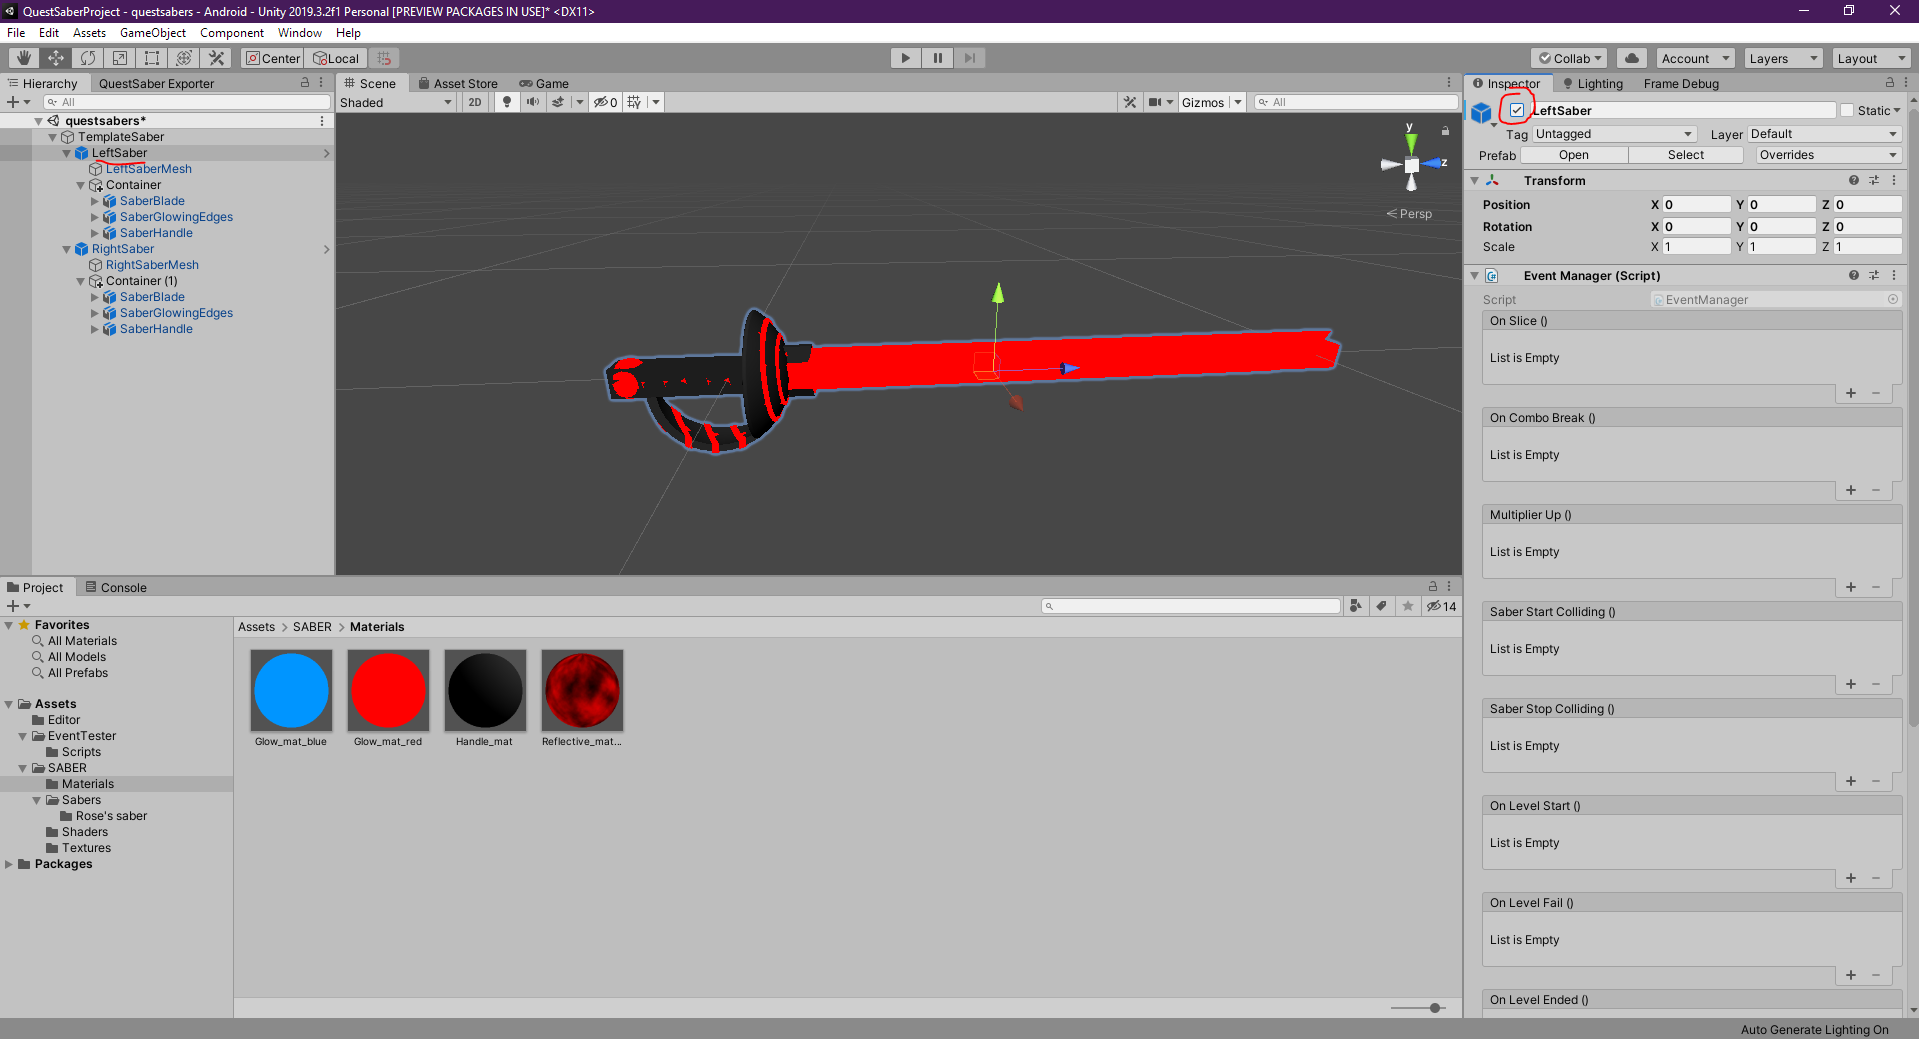 QuestSaberProject - questsabers - Android - Unity 2019.3.2f1 Personal [PREVIEW PACKAGES IN USE]* <DX11>
File Edit Assets GameObject Component Window Help
Center Local Collab Account Layers Layout
Hierarchy QuestSaber Exporter
All
questsabers*
TemplateSaber
LeftSaber
LeftSaberMesh
Container
SaberBlade
SaberGlowingEdges
SaberHandle
RightSaber
RightSaberMesh
Container (1)
SaberBlade
SaberGlowingEdges
SaberHandle
Scene Asset Store Game
Shaded 2D 0 Gizmos All
y
z
Persp
Inspector Lighting Frame Debug
LeftSaber Static
Tag Untagged Layer Default
Prefab Open Select Overrides
Transform
Position X 0 Y 0 Z 0
Rotation X 0 Y 0 Z 0
Scale X 1 Y 1 Z 1
Event Manager (Script)
Script EventManager
On Slice ()
List is Empty
On Combo Break ()
List is Empty
Multiplier Up ()
List is Empty
Saber Start Colliding ()
List is Empty
Saber Stop Colliding ()
List is Empty
On Level Start ()
List is Empty
On Level Fail ()
List is Empty
On Level Ended ()
Project Console
14
Favorites
All Materials
All Models
All Prefabs
Assets
Editor
EventTester
Scripts
SABER
Materials
Sabers
Rose's saber
Shaders
Textures
Packages
Assets > SABER > Materials
Glow_mat_blue Glow_mat_red Handle_mat Reflective_mat...
Auto Generate Lighting On